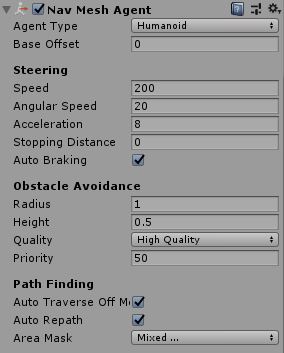 Nav Mesh Agent
Agent Type Humanoid
Base Offset 0
Steering
Speed 200
Angular Speed 20
Acceleration 8
Stopping Distance 0
Auto Braking
Obstacle Avoidance
Radius 1
Height 0.5
Quality High Quality
Priority 50
Path Finding
Auto Traverse Off M
Auto Repath
Area Mask Mixed ...